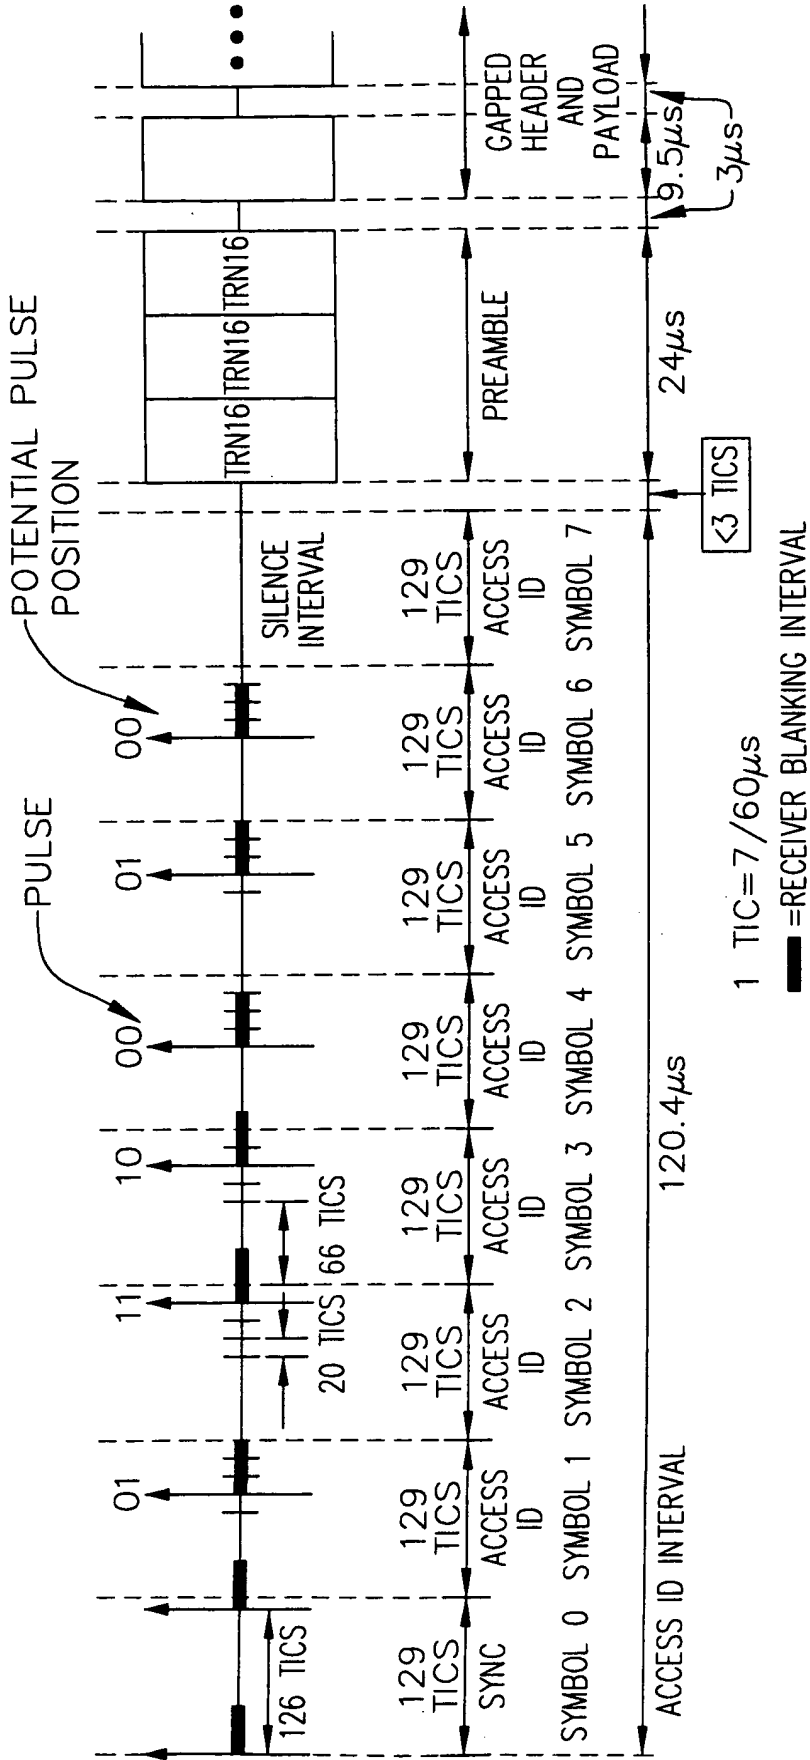 PULSE
POTENTIAL PULSE
POSITION
01
11
10
00
01
00
126 TICS
20 TICS
66 TICS
SILENCE
INTERVAL
TRN16
TRN16
TRN16
129
TICS
SYNC
129
TICS
ACCESS
ID
129
TICS
ACCESS
ID
129
TICS
ACCESS
ID
129
TICS
ACCESS
ID
129
TICS
ACCESS
ID
129
TICS
ACCESS
ID
129
TICS
ACCESS
ID
PREAMBLE
GAPPED
HEADER
AND
PAYLOAD
SYMBOL 0
SYMBOL 1
SYMBOL 2
SYMBOL 3
SYMBOL 4
SYMBOL 5
SYMBOL 6
SYMBOL 7
ACCESS ID INTERVAL
120.4µs
<3 TICS
24µs
9.5µs
3µs
1 TIC=7/60µs
=RECEIVER BLANKING INTERVAL